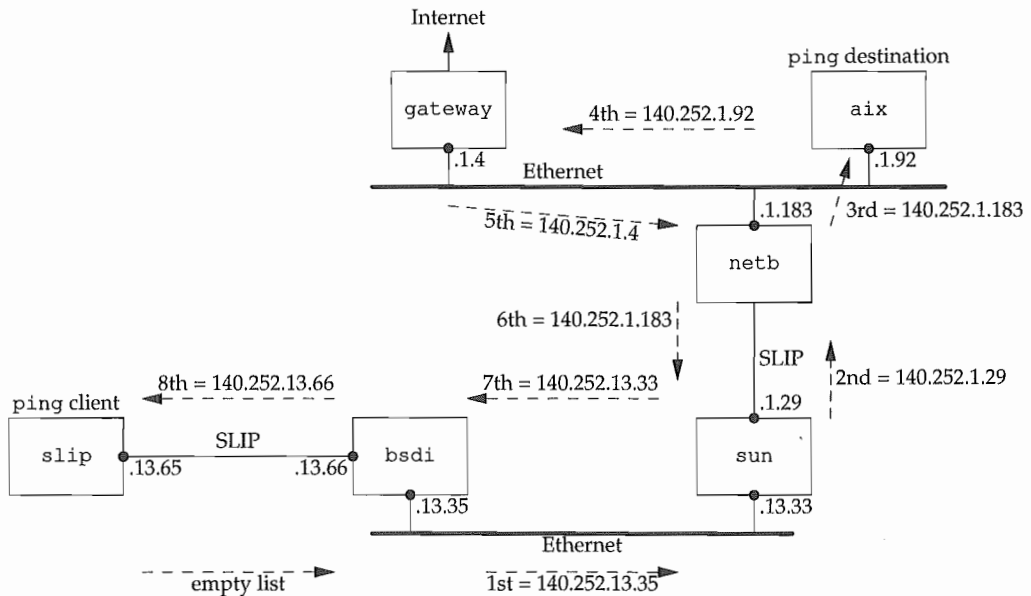 Internet
ping destination
gateway
aix
4th = 140.252.1.92
.1.4
.1.92
Ethernet
.1.183
3rd = 140.252.1.183
5th = 140.252.1.4
netb
6th = 140.252.1.183
SLIP
8th = 140.252.13.66
7th = 140.252.13.33
2nd = 140.252.1.29
ping client
.1.29
slip
SLIP
bsdi
sun
.13.65
.13.66
.13.35
.13.33
Ethernet
empty list
1st = 140.252.13.35